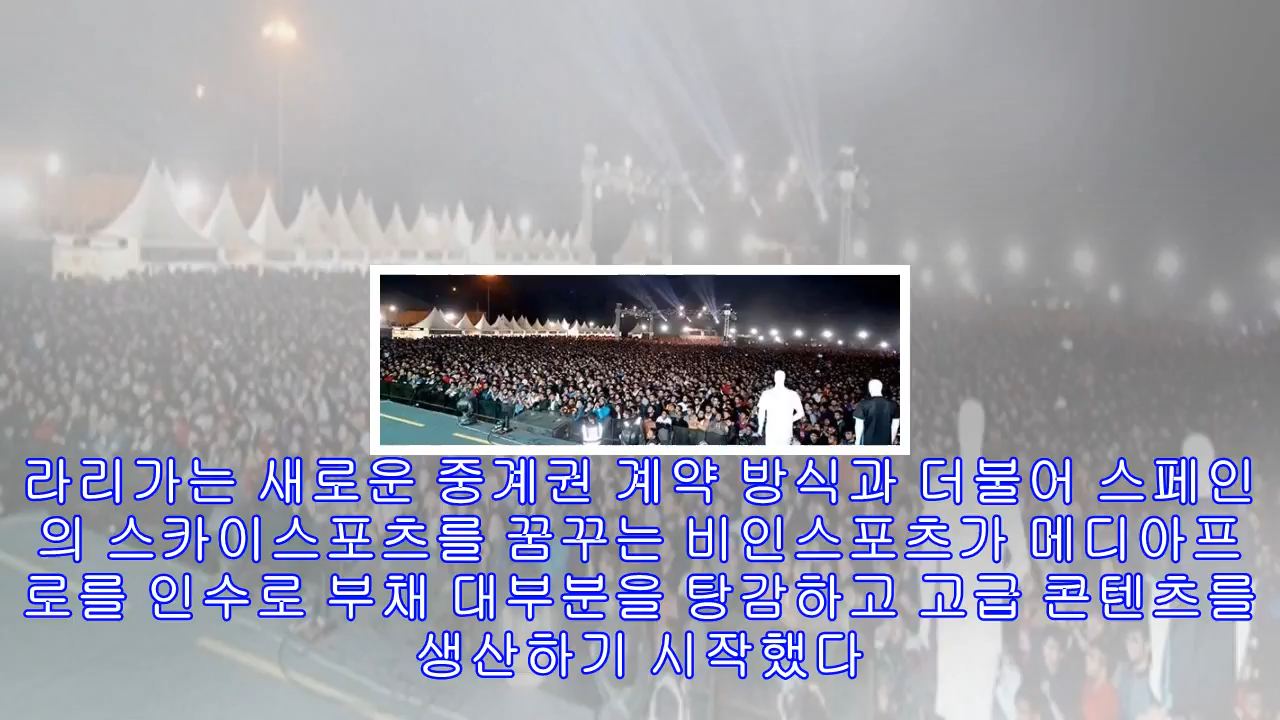 라리가는 새로운 중계권 계약 방식과 더불어 스페인
의 스카이스포츠를 꿈꾸는 비인스포츠가 메디아프
로를 인수로 부채 대부분을 탕감하고 고급 콘텐츠를
생산하기 시작했다